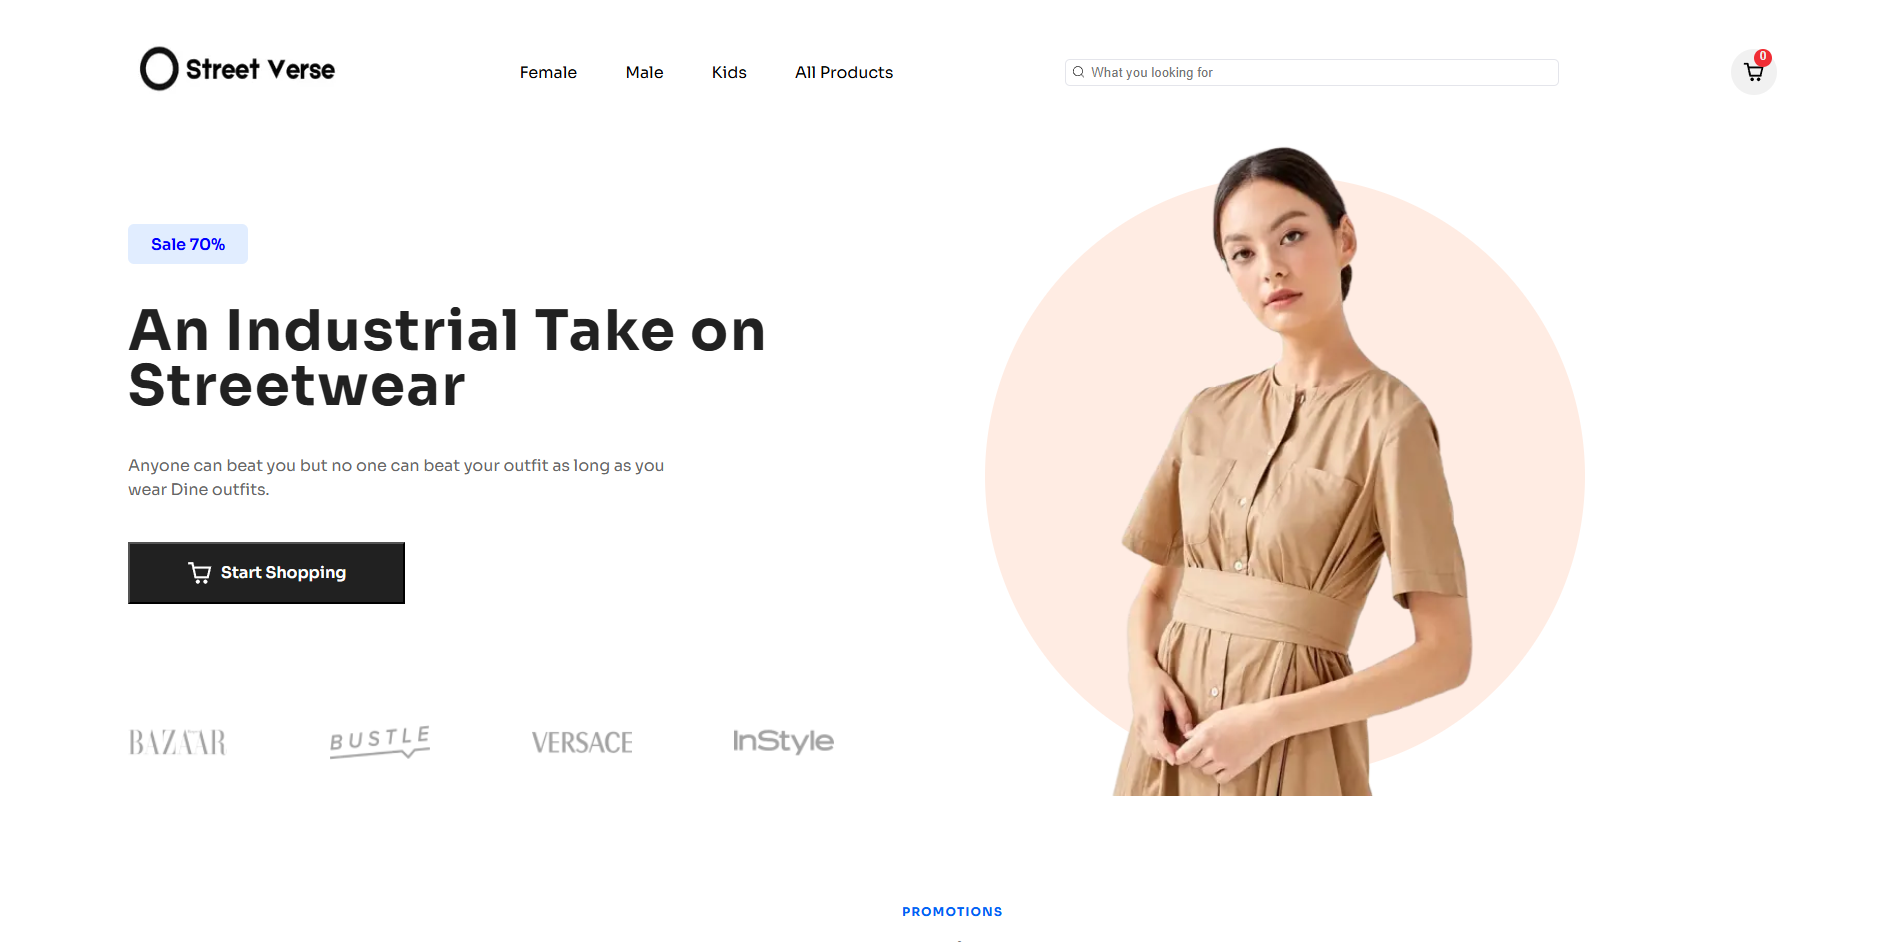 Street Verse
Female
Male
Kids
All Products
What you looking for
0
Sale 70%
An Industrial Take on
Streetwear
Anyone can beat you but no one can beat your outfit as long as you
wear Dine outfits.
Start Shopping
BAZAAR
BUSTLE
VERSACE
InStyle
PROMOTIONS